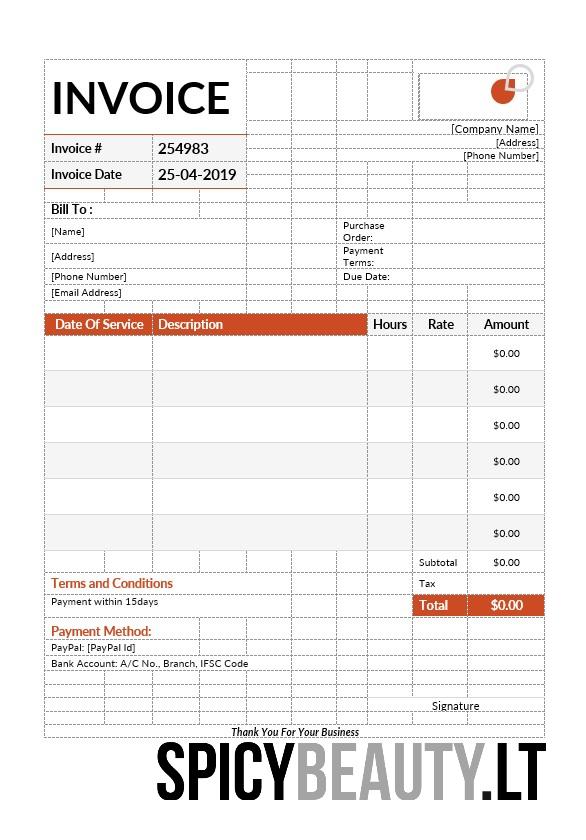 INVOICE
[Company Name]
[Address]
[Phone Number]
Invoice # 254983
Invoice Date 25-04-2019
Bill To :
[Name]
[Address]
[Phone Number]
[Email Address]
Purchase
Order:
Payment
Terms:
Due Date:
Date Of Service Description Hours Rate Amount
$0.00
$0.00
$0.00
$0.00
$0.00
$0.00
Subtotal $0.00
Terms and Conditions Tax
Payment within 15days Total $0.00
Payment Method:
PayPal: [PayPal Id]
Bank Account: A/C No., Branch, IFSC Code
Signature
Thank You For Your Business
SPICYBEAUTY.LT